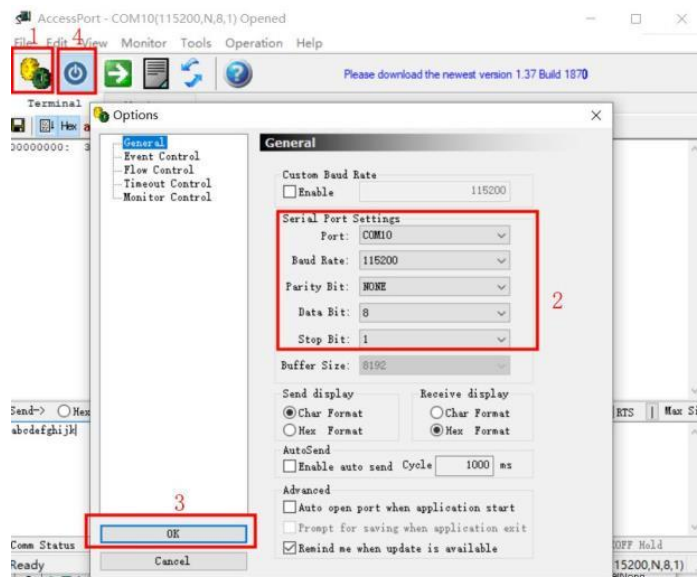 AccessPort - COM10(115200,N,8,1) Opened
1 4
File Edit View Monitor Tools Operation Help
Please download the newest version 1.37 Build 1870
Terminal
Hex
Options
00000000: 3
General
Event Control
Flow Control
Timeout Control
Monitor Control
General
Custom Baud Rate
Enable 115200
Serial Port Settings
Port: COM10
Baud Rate: 115200
Parity Bit: NONE
2
Data Bit: 8
Stop Bit: 1
Buffer Size: 8192
Send display Receive display
Char Format Char Format
Hex Format Hex Format
AutoSend
Enable auto send Cycle 1000 ms
Advanced
Auto open port when application start
Prompt for saving when application exit
Remind me when update is available
3
OK
Cancel
Send-> Hex
RTS Max Si
abcdefghijk
Comm Status
OFF Hold
Ready
15200,N,8,1)